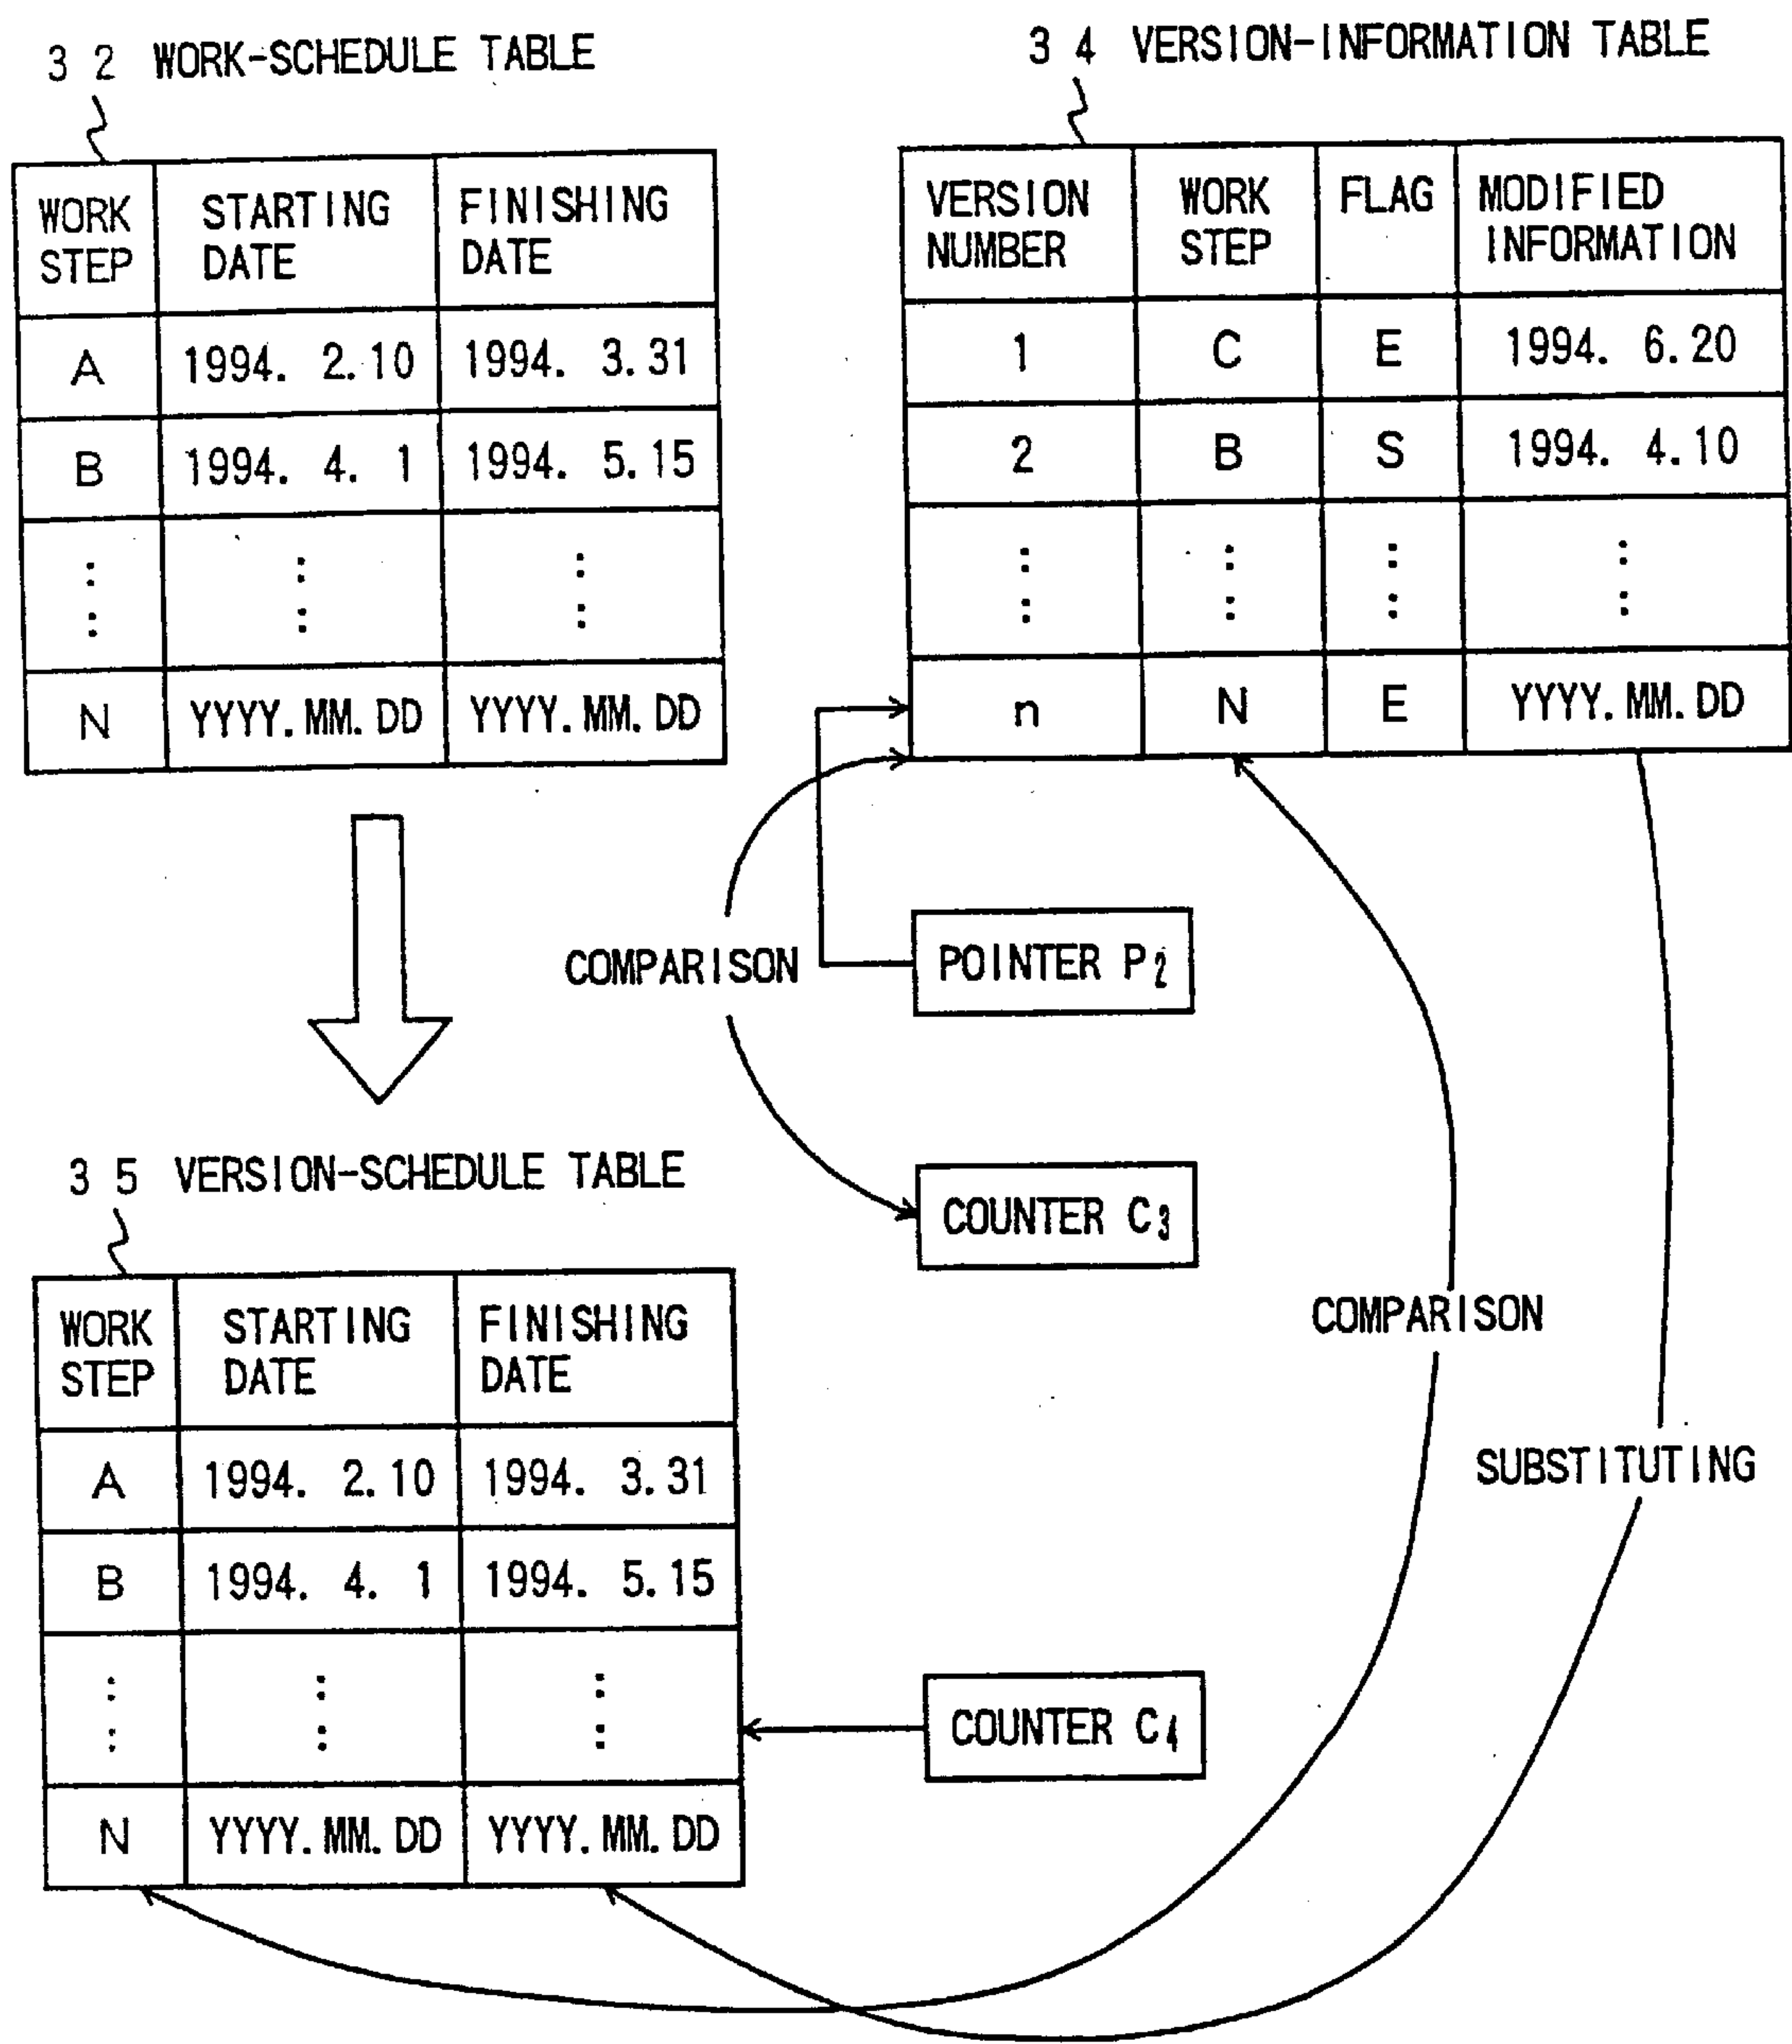 32 WORK-SCHEDULE TABLE
WORK STEP STARTING DATE FINISHING DATE
A 1994. 2.10 1994. 3.31
B 1994. 4. 1 1994. 5.15
: : :
: : :
N YYYY.MM.DD YYYY.MM.DD
34 VERSION-INFORMATION TABLE
VERSION NUMBER WORK STEP FLAG MODIFIED INFORMATION
1 C E 1994. 6.20
2 B S 1994. 4.10
: : : :
: : : :
n N E YYYY.MM.DD
COMPARISON
POINTER P2
COUNTER C3
COMPARISON
SUBSTITUTING
35 VERSION-SCHEDULE TABLE
WORK STEP STARTING DATE FINISHING DATE
A 1994. 2.10 1994. 3.31
B 1994. 4. 1 1994. 5.15
: : :
: : :
N YYYY.MM.DD YYYY.MM.DD
COUNTER C4